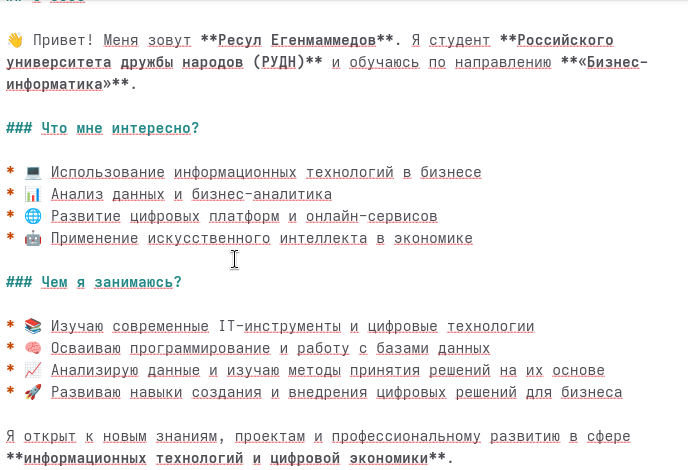 👋 Привет! Меня зовут **Ресул Егенмаммедов**. Я студент **Российского
университета дружбы народов (РУДН)** и обучаюсь по направлению **«Бизнес-
информатика»**.
### Что мне интересно?
* 💻 Использование информационных технологий в бизнесе
* 📊 Анализ данных и бизнес-аналитика
* 🌐 Развитие цифровых платформ и онлайн-сервисов
* 🤖 Применение искусственного интеллекта в экономике
### Чем я занимаюсь?
* 📚 Изучаю современные IT-инструменты и цифровые технологии
* 🧠 Осваиваю программирование и работу с базами данных
* 📈 Анализирую данные и изучаю методы принятия решений на их основе
* 🚀 Развиваю навыки создания и внедрения цифровых решений для бизнеса
Я открыт к новым знаниям, проектам и профессиональному развитию в сфере
**информационных технологий и цифровой экономики**.